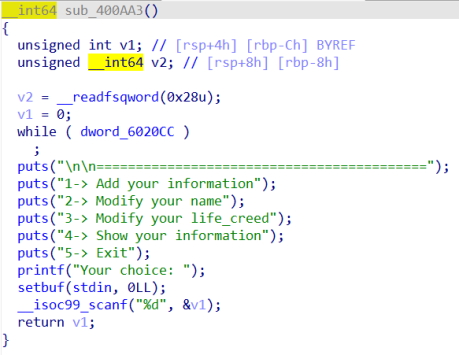 __int64 sub_400AA3()
{
unsigned int v1; // [rsp+4h] [rbp-Ch] BYREF
unsigned __int64 v2; // [rsp+8h] [rbp-8h]
v2 = __readfsqword(0x28u);
v1 = 0;
while ( dword_6020CC )
;
puts("\n\n==========================================");
puts("1-> Add your information");
puts("2-> Modify your name");
puts("3-> Modify your life_creed");
puts("4-> Show your information");
puts("5-> Exit");
printf("Your choice: ");
setbuf(stdin, 0LL);
__isoc99_scanf("%d", &v1);
return v1;
}